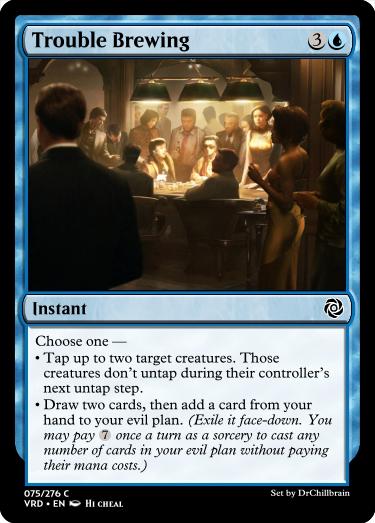 Trouble Brewing 3
Instant
Choose one —
• Tap up to two target creatures. Those
creatures don't untap during their controller's
next untap step.
• Draw two cards, then add a card from your
hand to your evil plan. (Exile it face-down. You
may pay 7 once a turn as a sorcery to cast any
number of cards in your evil plan without paying
their mana costs.)
075/276 C
VRD • EN HI CHEAL
Set by DrChillbrain